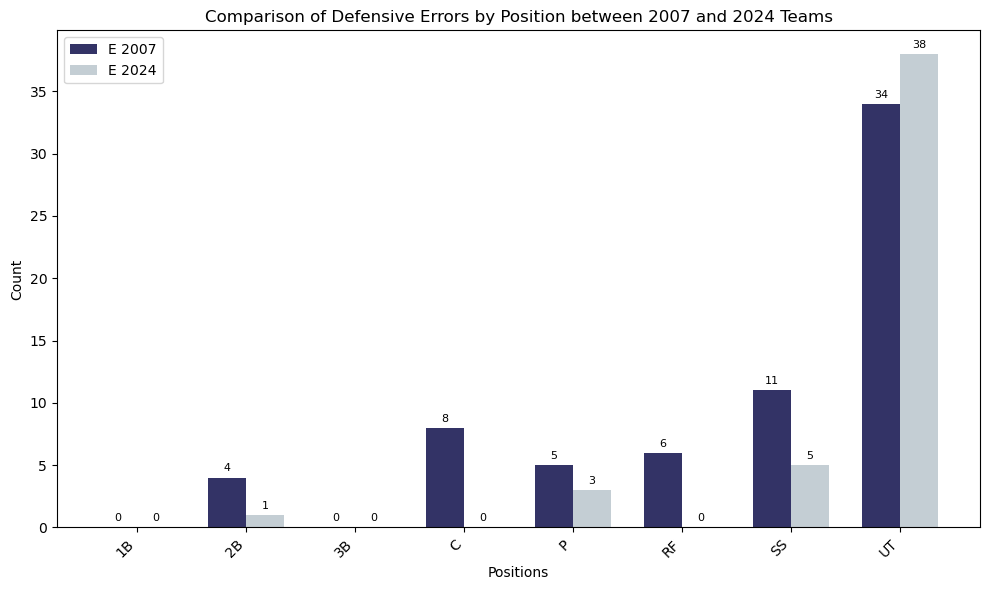 Comparison of Defensive Errors by Position between 2007 and 2024 Teams
E 2007
E 2024
Count
35
30
25
20
15
10
5
0
0
0
4
1
0
0
8
0
5
3
6
0
11
5
34
38
1B
2B
3B
C
P
RF
SS
UT
Positions